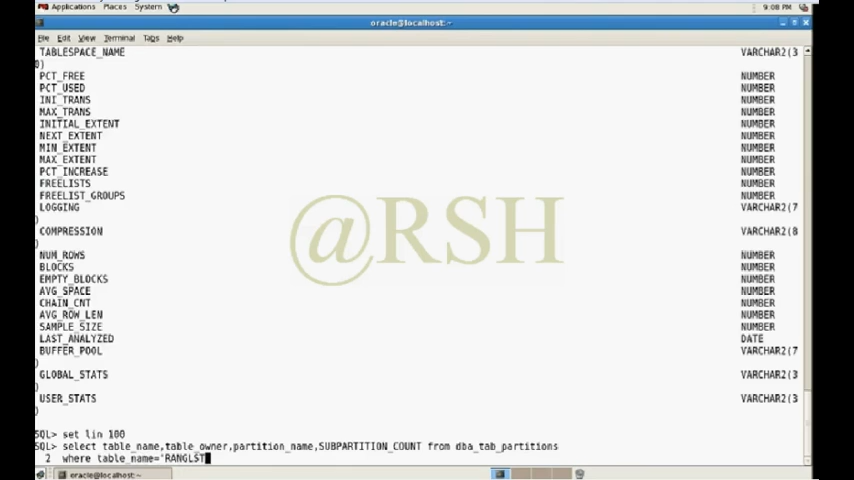 Applications Places System 9:08 PM
oracle@localhost:~
File Edit View Terminal Tabs Help
TABLESPACE_NAME VARCHAR2(3
0)
PCT_FREE NUMBER
PCT_USED NUMBER
INI_TRANS NUMBER
MAX_TRANS NUMBER
INITIAL_EXTENT NUMBER
NEXT_EXTENT NUMBER
MIN_EXTENT NUMBER
MAX_EXTENT NUMBER
PCT_INCREASE NUMBER
FREELISTS NUMBER
FREELIST_GROUPS NUMBER
LOGGING VARCHAR2(7
)
COMPRESSION VARCHAR2(8
)
NUM_ROWS NUMBER
BLOCKS NUMBER
EMPTY_BLOCKS NUMBER
AVG_SPACE NUMBER
CHAIN_CNT NUMBER
AVG_ROW_LEN NUMBER
SAMPLE_SIZE NUMBER
LAST_ANALYZED DATE
BUFFER_POOL VARCHAR2(7
)
GLOBAL_STATS VARCHAR2(3
)
USER_STATS VARCHAR2(3
)
@RSH
SQL> set lin 100
SQL> select table_name,table_owner,partition_name,SUBPARTITION_COUNT from dba_tab_partitions
2 where table_name='RANGLST
oracle@localhost:~